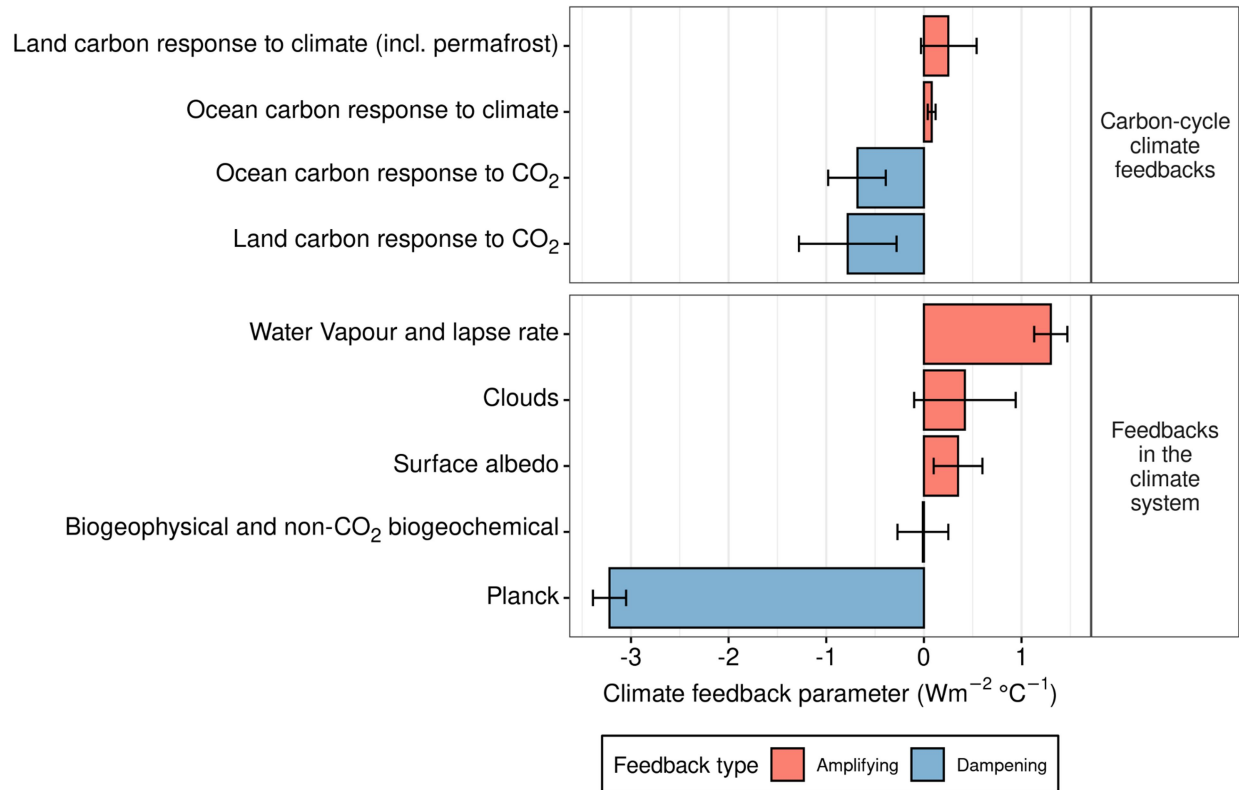 Land carbon response to climate (incl. permafrost)
Ocean carbon response to climate
Ocean carbon response to CO₂
Land carbon response to CO₂
Carbon-cycle
climate
feedbacks
Water Vapour and lapse rate
Clouds
Surface albedo
Biogeophysical and non-CO₂ biogeochemical
Planck
Feedbacks
in the
climate
system
-3 -2 -1 0 1
Climate feedback parameter (Wm⁻² °C⁻¹)
Feedback type Amplifying Dampening